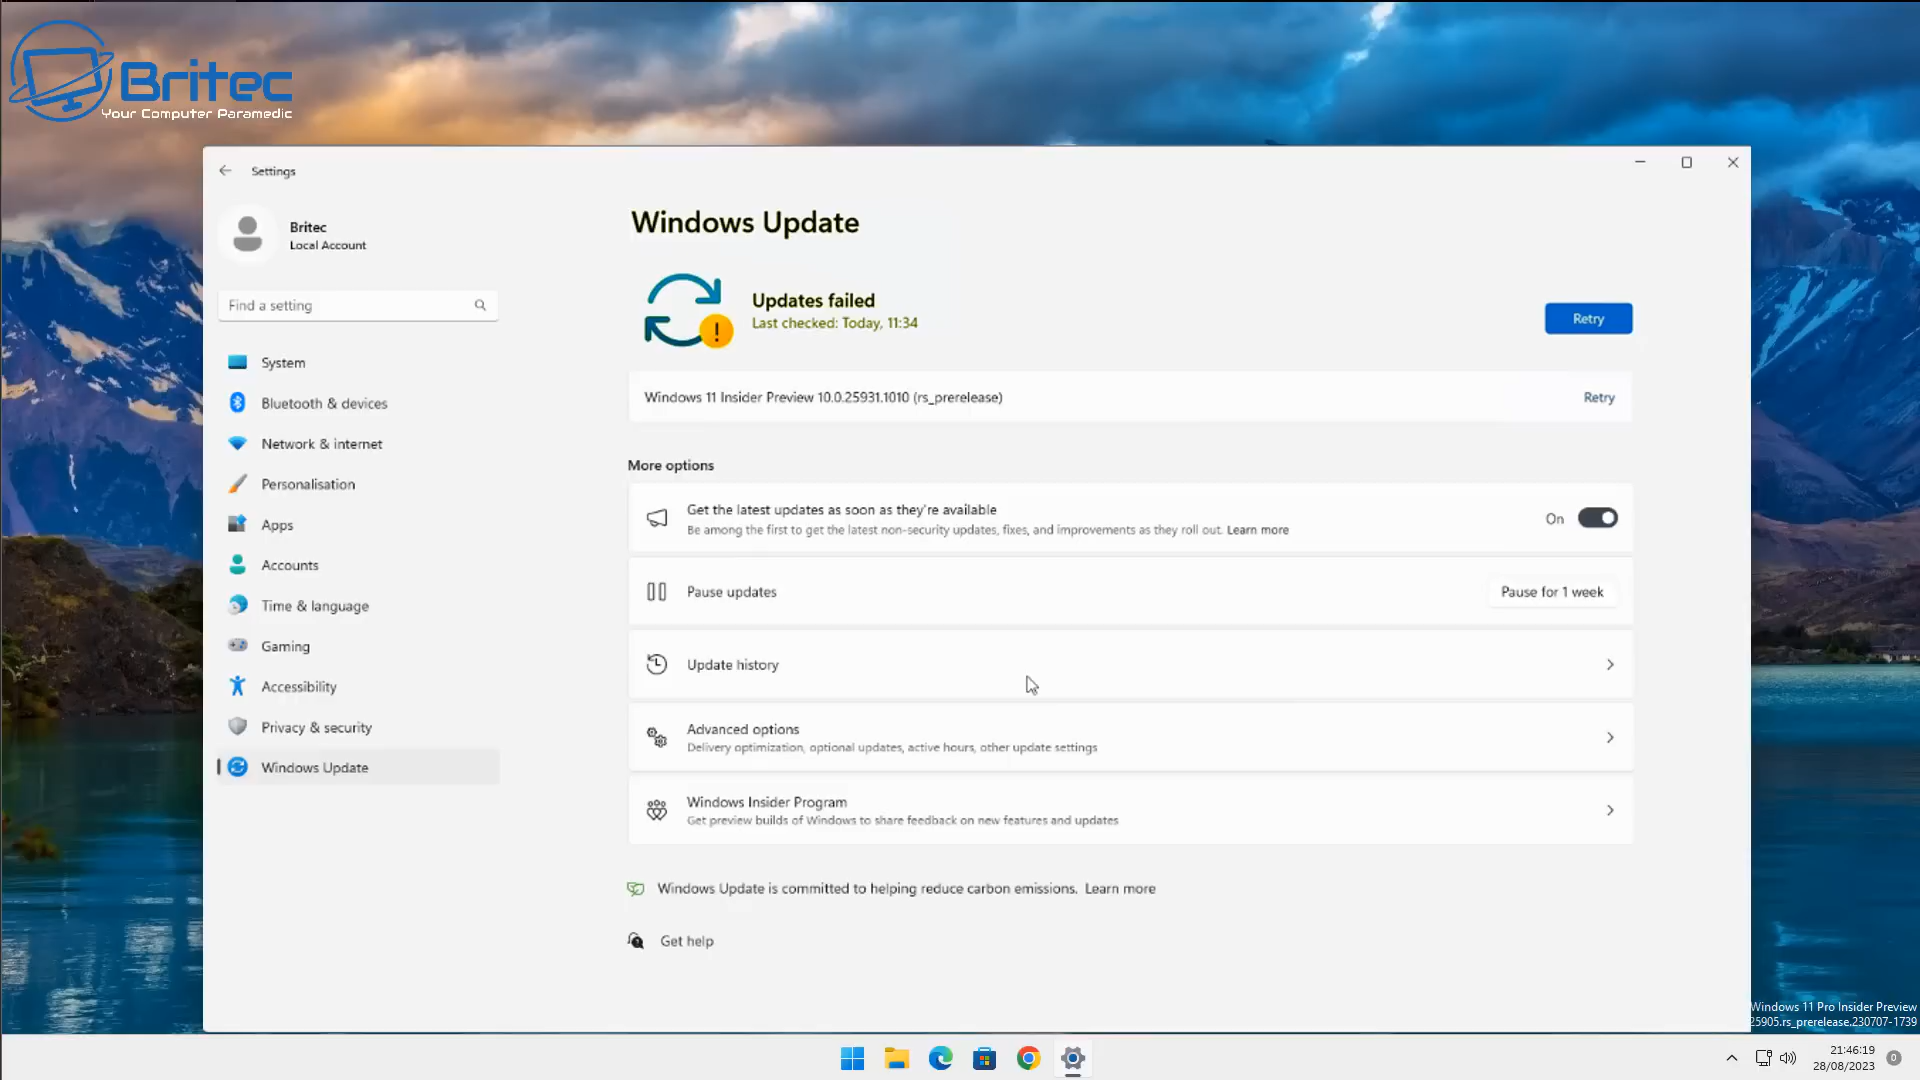 Britec
Your Computer Paramedic
Settings
Britec
Local Account
Find a setting
System
Bluetooth & devices
Network & internet
Personalisation
Apps
Accounts
Time & language
Gaming
Accessibility
Privacy & security
Windows Update
Windows Update
Updates failed
Last checked: Today, 11:34
Retry
Windows 11 Insider Preview 10.0.25931.1010 (rs_prerelease)
Retry
More options
Get the latest updates as soon as they're available
Be among the first to get the latest non-security updates, fixes, and improvements as they roll out. Learn more
On
Pause updates
Pause for 1 week
Update history
Advanced options
Delivery optimization, optional updates, active hours, other update settings
Windows Insider Program
Get preview builds of Windows to share feedback on new features and updates
Windows Update is committed to helping reduce carbon emissions. Learn more
Get help
Windows 11 Pro Insider Preview
25905.rs_prerelease.230707-1739
21:46:19
28/08/2023
0